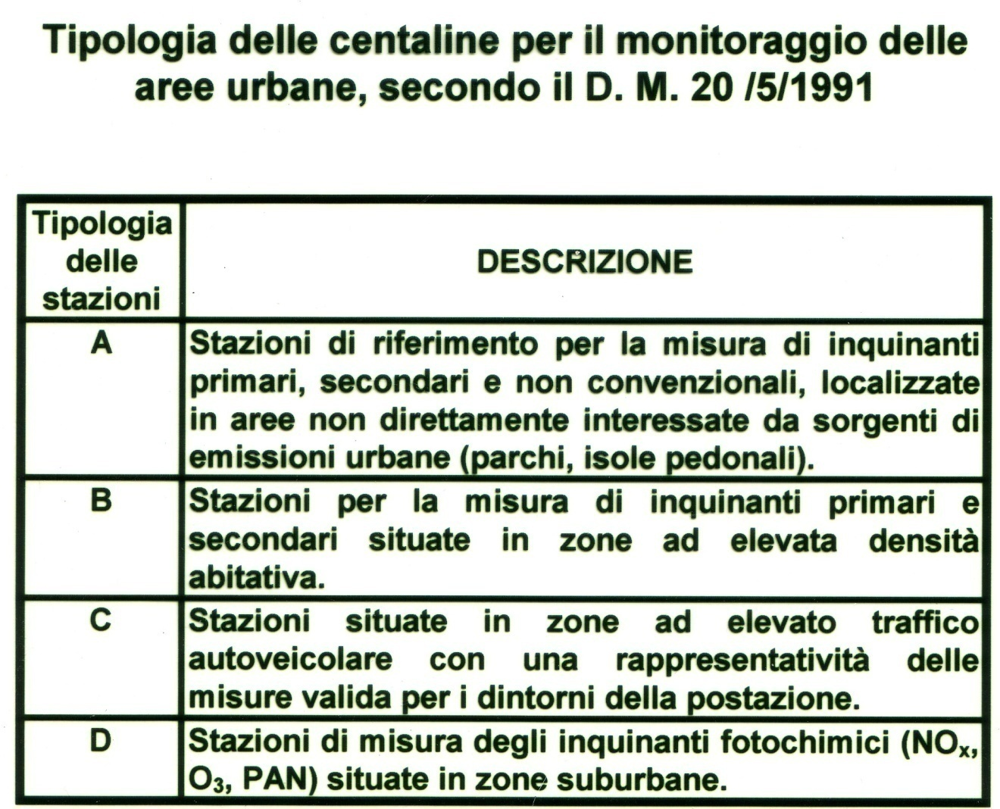 Tipologia delle centaline per il monitoraggio delle
aree urbane, secondo il D. M. 20 /5/1991
Tipologia
delle
stazioni
DESCRIZIONE
A
Stazioni di riferimento per la misura di inquinanti
primari, secondari e non convenzionali, localizzate
in aree non direttamente interessate da sorgenti di
emissioni urbane (parchi, isole pedonali).
B
Stazioni per la misura di inquinanti primari e
secondari situate in zone ad elevata densità
abitativa.
C
Stazioni situate in zone ad elevato traffico
autoveicolare con una rappresentatività delle
misure valida per i dintorni della postazione.
D
Stazioni di misura degli inquinanti fotochimici (NOx,
O3, PAN) situate in zone suburbane.